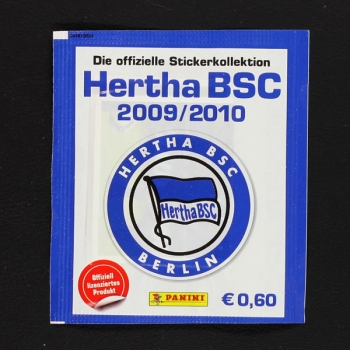 Die offizielle Stickerkollektion
Hertha BSC
2009/2010
HERTHA BSC
HerthaBSC
BERLIN
Offiziell
lizenziertes
Produkt
PANINI
€ 0,60